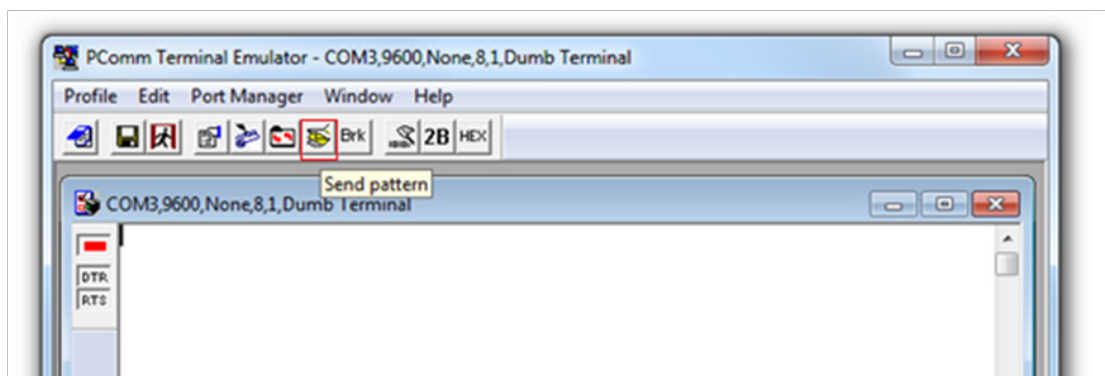 PComm Terminal Emulator - COM3,9600,None,8,1,Dumb Terminal
Profile Edit Port Manager Window Help
Brk 2B HEX
Send pattern
COM3,9600,None,8,1,Dumb Terminal
DTR
RTS